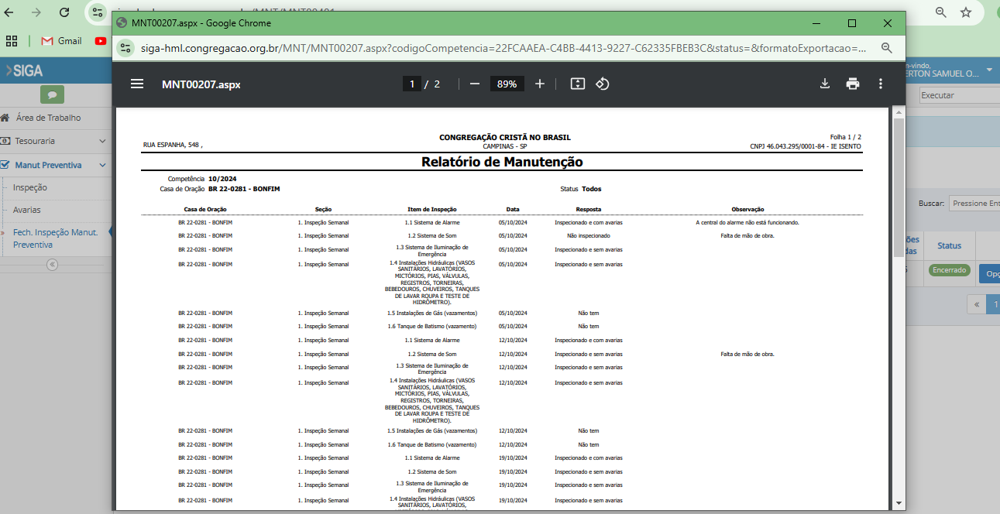 MNT00207.aspx - Google Chrome
Gmail
siga-hml.congregacao.org.br/MNT/MNT00207.aspx?codigoCompetencia=22FCAAEA-C4BB-4413-9227-C62335FBEB3C&status=&formatoExportacao=...
SIGA
MNT00207.aspx
1 / 2
89%
ERTON SAMUEL O...
Executar
Área de Trabalho
Tesouraria
Manut Preventiva
Inspeção
Avarias
Fech. Inspeção Manut.
Preventiva
Buscar:
Pressione Ent
Status
Encerrado
Opç
«
1
RUA ESPANHA, 548 ,
CONGREGAÇÃO CRISTÃ NO BRASIL
CAMPINAS - SP
Folha 1 / 2
CNPJ 46.043.295/0001-84 - IE ISENTO
Relatório de Manutenção
Competência 10/2024
Casa de Oração BR 22-0281 - BONFIM Status Todos
Casa de Oração Seção Item de Inspeção Data Resposta Observação
BR 22-0281 - BONFIM 1. Inspeção Semanal 1.1 Sistema de Alarme 05/10/2024 Inspecionado e com avarias A central do alarme não está funcionando.
BR 22-0281 - BONFIM 1. Inspeção Semanal 1.2 Sistema de Som 05/10/2024 Não inspecionado Falta de mão de obra.
BR 22-0281 - BONFIM 1. Inspeção Semanal 1.3 Sistema de Iluminação de 05/10/2024 Inspecionado e sem avarias
Emergência
BR 22-0281 - BONFIM 1. Inspeção Semanal 1.4 Instalações Hidráulicas (VASOS 05/10/2024 Inspecionado e sem avarias
SANITÁRIOS, LAVATÓRIOS,
MICTÓRIOS, PIAS, VÁLVULAS,
REGISTROS, TORNEIRAS,
BEBEDOUROS, CHUVEIROS, TANQUES
DE LAVAR ROUPA E TESTE DE
HIDRÔMETRO).
BR 22-0281 - BONFIM 1. Inspeção Semanal 1.5 Instalações de Gás (vazamentos) 05/10/2024 Não tem
BR 22-0281 - BONFIM 1. Inspeção Semanal 1.6 Tanque de Batismo (vazamento) 05/10/2024 Não tem
BR 22-0281 - BONFIM 1. Inspeção Semanal 1.1 Sistema de Alarme 12/10/2024 Inspecionado e com avarias
BR 22-0281 - BONFIM 1. Inspeção Semanal 1.2 Sistema de Som 12/10/2024 Inspecionado e sem avarias Falta de mão de obra.
BR 22-0281 - BONFIM 1. Inspeção Semanal 1.3 Sistema de Iluminação de 12/10/2024 Inspecionado e sem avarias
Emergência
BR 22-0281 - BONFIM 1. Inspeção Semanal 1.4 Instalações Hidráulicas (VASOS 12/10/2024 Inspecionado e sem avarias
SANITÁRIOS, LAVATÓRIOS,
MICTÓRIOS, PIAS, VÁLVULAS,
REGISTROS, TORNEIRAS,
BEBEDOUROS, CHUVEIROS, TANQUES
DE LAVAR ROUPA E TESTE DE
HIDRÔMETRO).
BR 22-0281 - BONFIM 1. Inspeção Semanal 1.5 Instalações de Gás (vazamentos) 12/10/2024 Não tem
BR 22-0281 - BONFIM 1. Inspeção Semanal 1.6 Tanque de Batismo (vazamento) 12/10/2024 Não tem
BR 22-0281 - BONFIM 1. Inspeção Semanal 1.1 Sistema de Alarme 19/10/2024 Inspecionado e com avarias
BR 22-0281 - BONFIM 1. Inspeção Semanal 1.2 Sistema de Som 19/10/2024 Inspecionado e sem avarias
BR 22-0281 - BONFIM 1. Inspeção Semanal 1.3 Sistema de Iluminação de 19/10/2024 Inspecionado e sem avarias
Emergência
BR 22-0281 - BONFIM 1. Inspeção Semanal 1.4 Instalações Hidráulicas (VASOS 19/10/2024 Inspecionado e sem avarias
SANITÁRIOS, LAVATÓRIOS,